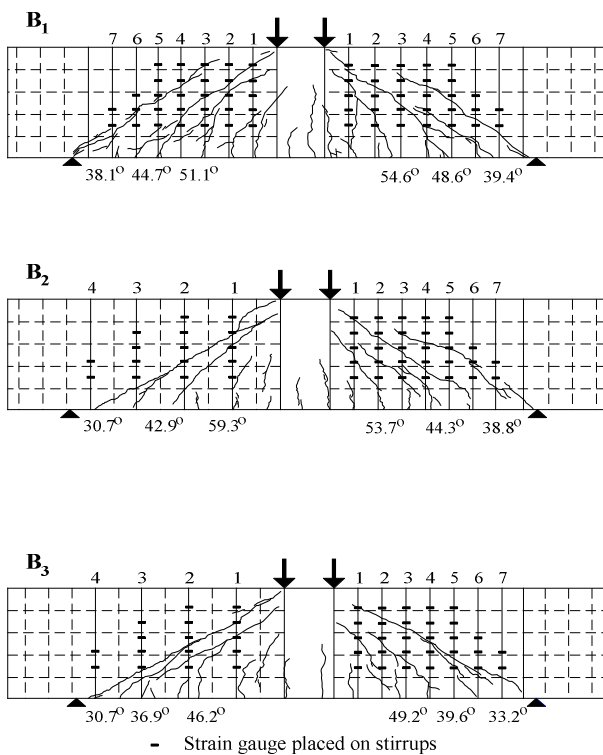 B1
7 6 5 4 3 2 1 1 2 3 4 5 6 7
38.1° 44.7° 51.1° 54.6° 48.6° 39.4°
B2
4 3 2 1 1 2 3 4 5 6 7
30.7° 42.9° 59.3° 53.7° 44.3° 38.8°
B3
4 3 2 1 1 2 3 4 5 6 7
30.7° 36.9° 46.2° 49.2° 39.6° 33.2°
Strain gauge placed on stirrups